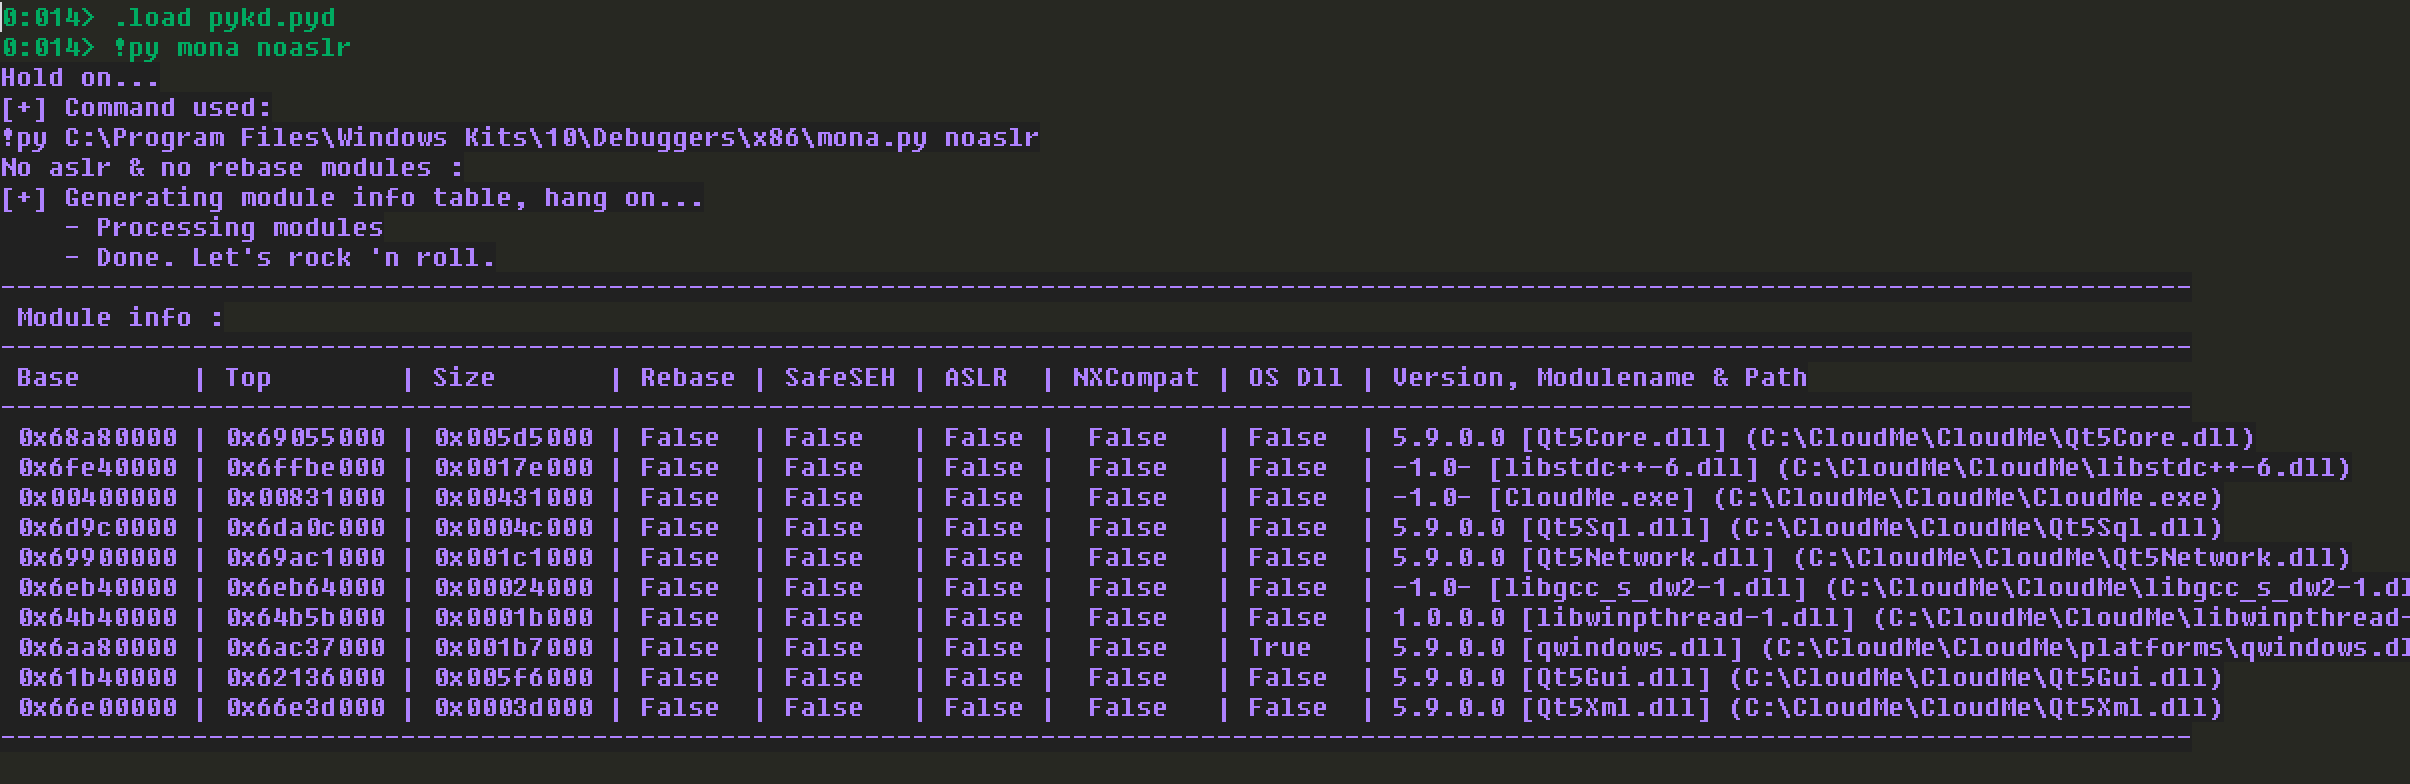 0:014> .load pykd.pyd
0:014> !py mona noaslr
Hold on...
[+] Command used:
!py C:\Program Files\Windows Kits\10\Debuggers\x86\mona.py noaslr
No aslr & no rebase modules :
[+] Generating module info table, hang on...
    - Processing modules
    - Done. Let's rock 'n roll.
-----------------------------------------------------------------------------------------------------------------------------------------
 Module info :
-----------------------------------------------------------------------------------------------------------------------------------------
 Base       | Top        | Size       | Rebase | SafeSEH | ASLR  | NXCompat | OS Dll | Version, Modulename & Path
-----------------------------------------------------------------------------------------------------------------------------------------
 0x68a80000 | 0x69055000 | 0x005d5000 | False  | False   | False |  False   | False  | 5.9.0.0 [Qt5Core.dll] (C:\CloudMe\CloudMe\Qt5Core.dll)
 0x6fe40000 | 0x6ffbe000 | 0x0017e000 | False  | False   | False |  False   | False  | -1.0- [libstdc++-6.dll] (C:\CloudMe\CloudMe\libstdc++-6.dll)
 0x00400000 | 0x00831000 | 0x00431000 | False  | False   | False |  False   | False  | -1.0- [CloudMe.exe] (C:\CloudMe\CloudMe\CloudMe.exe)
 0x6d9c0000 | 0x6da0c000 | 0x0004c000 | False  | False   | False |  False   | False  | 5.9.0.0 [Qt5Sql.dll] (C:\CloudMe\CloudMe\Qt5Sql.dll)
 0x69900000 | 0x69ac1000 | 0x001c1000 | False  | False   | False |  False   | False  | 5.9.0.0 [Qt5Network.dll] (C:\CloudMe\CloudMe\Qt5Network.dll)
 0x6eb40000 | 0x6eb64000 | 0x00024000 | False  | False   | False |  False   | False  | -1.0- [libgcc_s_dw2-1.dll] (C:\CloudMe\CloudMe\libgcc_s_dw2-1.dl
 0x64b40000 | 0x64b5b000 | 0x0001b000 | False  | False   | False |  False   | False  | 1.0.0.0 [libwinpthread-1.dll] (C:\CloudMe\CloudMe\libwinpthread-
 0x6aa80000 | 0x6ac37000 | 0x001b7000 | False  | False   | False |  False   | True   | 5.9.0.0 [qwindows.dll] (C:\CloudMe\CloudMe\platforms\qwindows.dl
 0x61b40000 | 0x62136000 | 0x005f6000 | False  | False   | False |  False   | False  | 5.9.0.0 [Qt5Gui.dll] (C:\CloudMe\CloudMe\Qt5Gui.dll)
 0x66e00000 | 0x66e3d000 | 0x0003d000 | False  | False   | False |  False   | False  | 5.9.0.0 [Qt5Xml.dll] (C:\CloudMe\CloudMe\Qt5Xml.dll)
-----------------------------------------------------------------------------------------------------------------------------------------